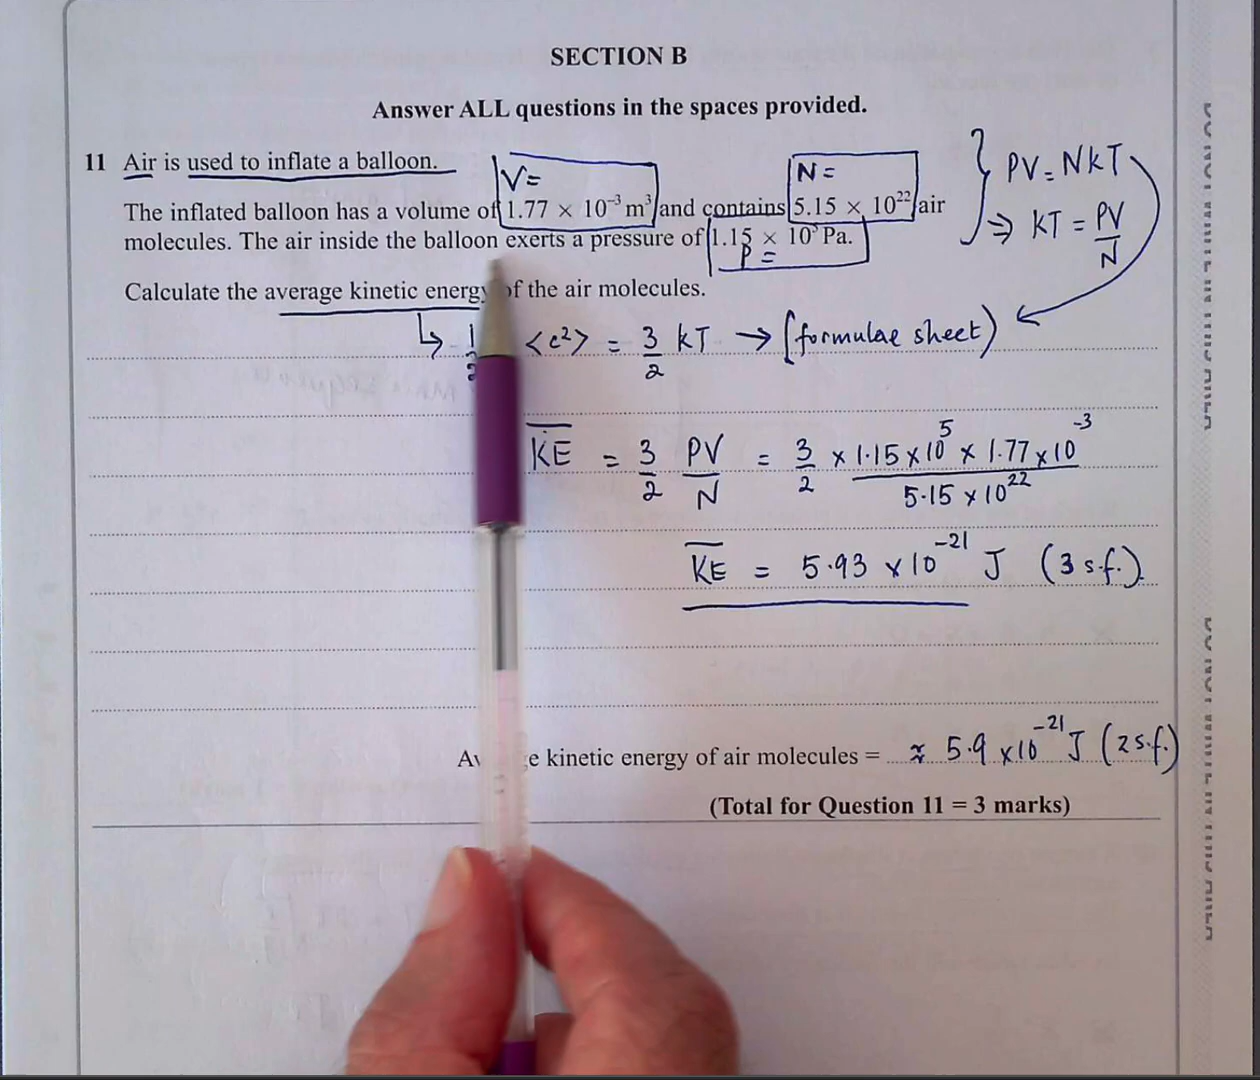 SECTION B
Answer ALL questions in the spaces provided.
11 Air is used to inflate a balloon.
V=
N=
The inflated balloon has a volume of 1.77 × 10⁻³ m³ and contains 5.15 × 10²² air
molecules. The air inside the balloon exerts a pressure of 1.15 × 10⁵ Pa.
P =
PV = NkT
⇒ kT = PV/N
Calculate the average kinetic energy of the air molecules.
↳ 1/2 <c²> = 3/2 kT → (formulae sheet)
K̅E̅ = 3/2 PV/N = 3/2 × 1.15×10⁵ × 1.77×10⁻³ / 5.15 × 10²²
K̅E̅ = 5.93 ×10⁻²¹ J (3 s.f.)
kinetic energy of air molecules = ≈ 5.9 ×10⁻²¹ J (2 s.f.)
(Total for Question 11 = 3 marks)